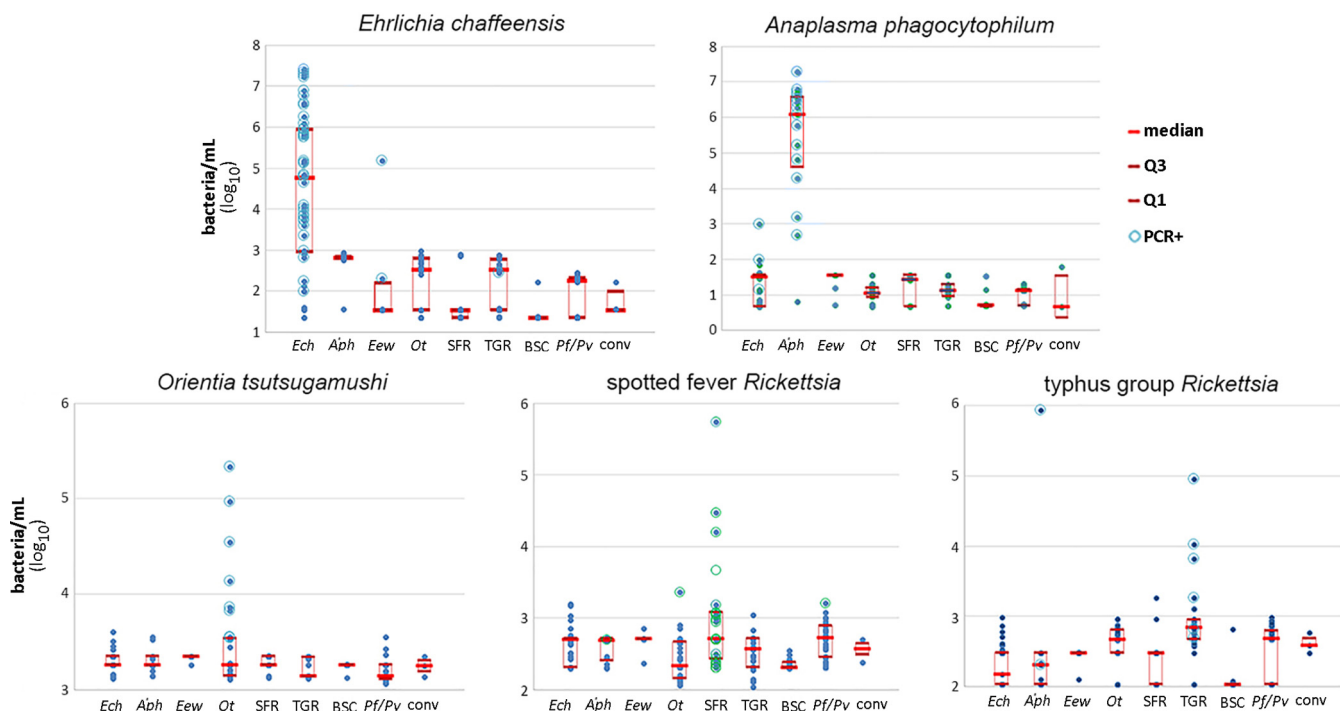 Ehrlichia chaffeensis
Anaplasma phagocytophilum
bacteria/mL
(log10)
8
7
6
5
4
3
2
1
Ech Aph Eew Ot SFR TGR BSC Pf/Pv conv
8
7
6
5
4
3
2
1
0
Ech Aph Eew Ot SFR TGR BSC Pf/Pv conv
median
Q3
Q1
PCR+
Orientia tsutsugamushi
spotted fever Rickettsia
typhus group Rickettsia
bacteria/mL
(log10)
6
5
4
3
Ech Aph Eew Ot SFR TGR BSC Pf/Pv conv
6
5
4
3
2
Ech Aph Eew Ot SFR TGR BSC Pf/Pv conv
6
5
4
3
2
Ech Aph Eew Ot SFR TGR BSC Pf/Pv conv